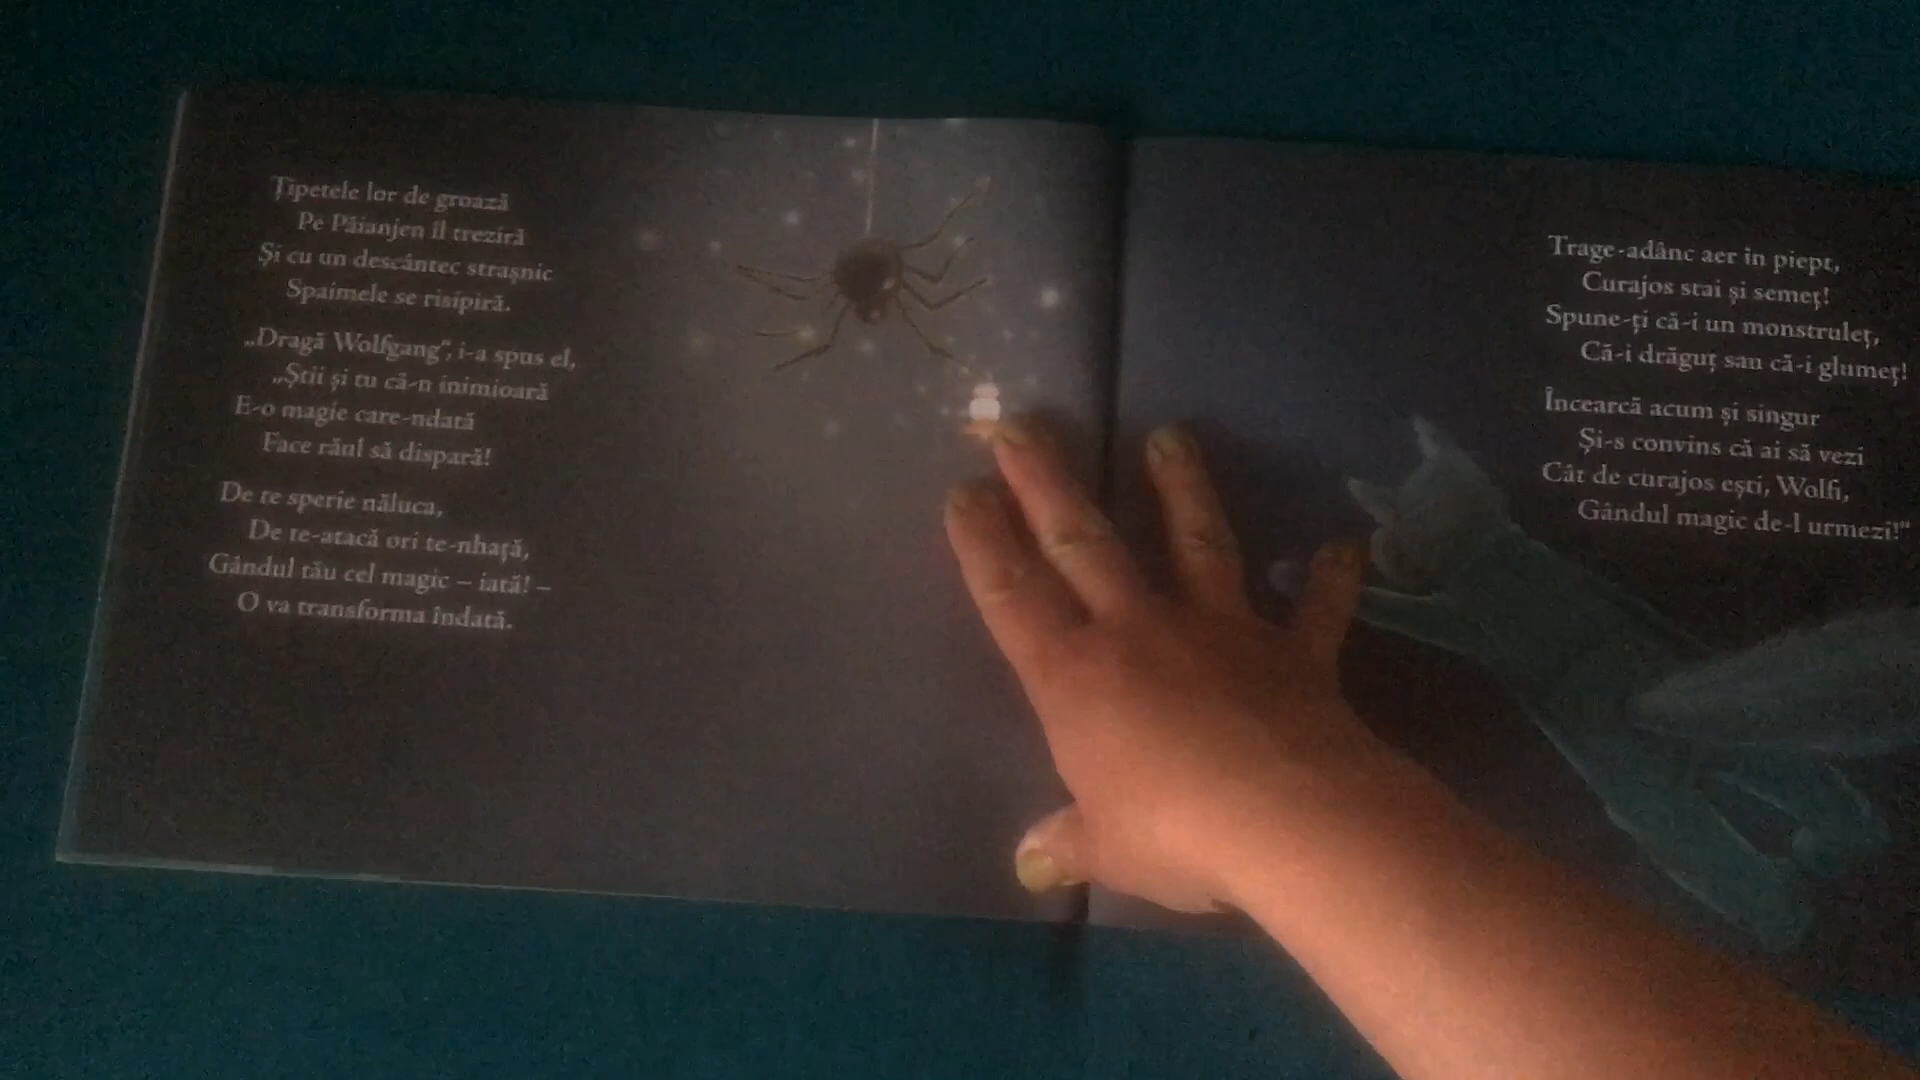 Țipetele lor de groază
Pe Păianjen îl treziră
Și cu un descântec strașnic
Spaimele se risipiră.
„Dragă Wolfgang”, i-a spus el,
„Știi și tu că-n inimioară
E-o magie care-ndată
Face răul să dispară!
De te sperie năluca,
De te-atacă ori te-nhață,
Gândul tău cel magic – iată! –
O va transforma îndată.
Trage-adânc aer în piept,
Curajos stai și semeț!
Spune-ți că-i un monstruleț,
Că-i drăguț sau că-i glumeț!
Încearcă acum și singur
Și-s convins că ai să vezi
Cât de curajos ești, Wolfi,
Gândul magic de-l urmezi!”